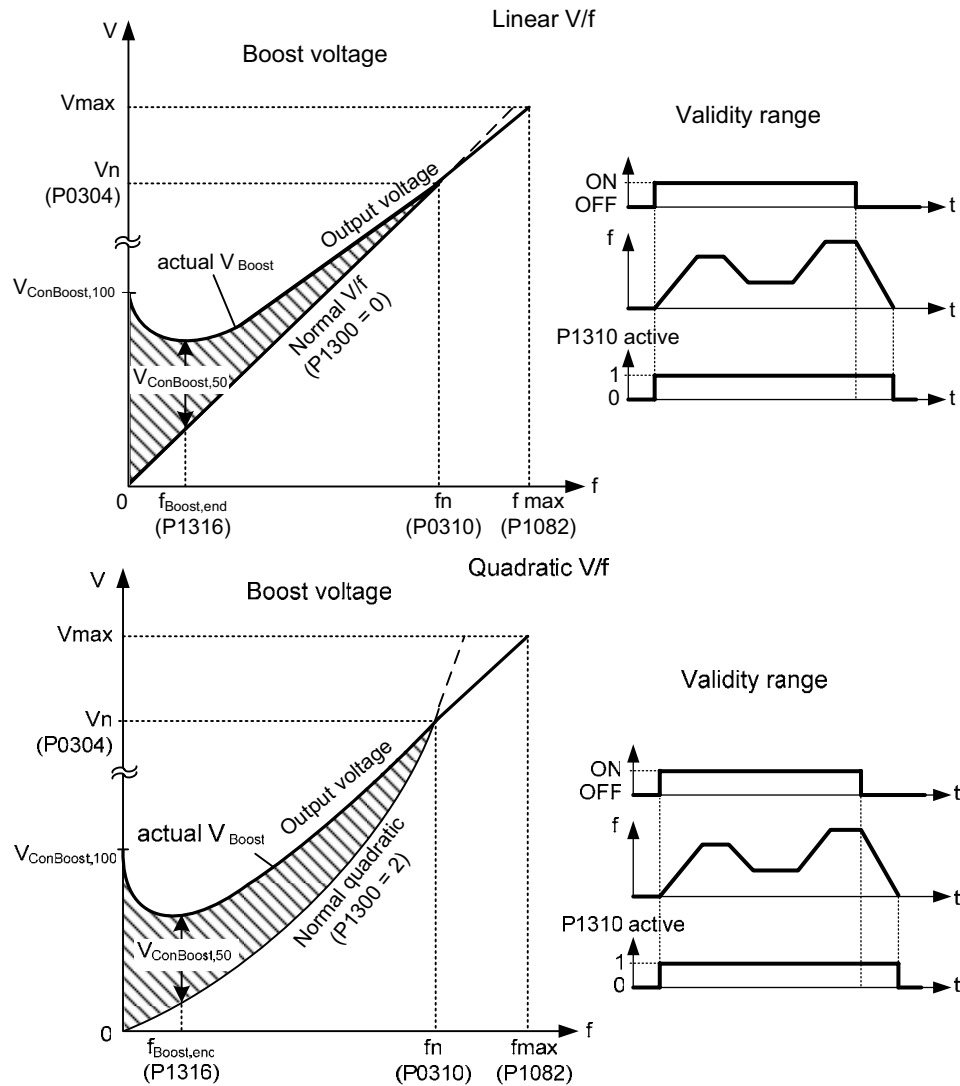 Linear V/f
V
Boost voltage
Vmax
Vn
(P0304)
Output voltage
actual V Boost
VConBoost,100
Normal V/f
(P1300 = 0)
VConBoost,50
0
f
fBoost,end
(P1316)
fn
(P0310)
f max
(P1082)
Validity range
ON
OFF
t
f
t
P1310 active
1
0
t
Quadratic V/f
V
Boost voltage
Vmax
Vn
(P0304)
Output voltage
actual V Boost
VConBoost,100
Normal quadratic
(P1300 = 2)
VConBoost,50
0
f
fBoost,end
(P1316)
fn
(P0310)
fmax
(P1082)
Validity range
ON
OFF
t
f
t
P1310 active
1
0
t